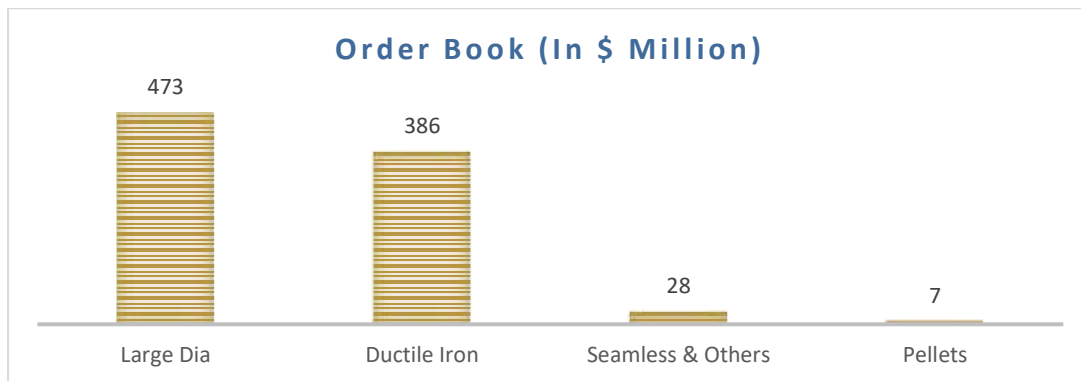 Order Book (In $ Million)
473
386
28
7
Large Dia
Ductile Iron
Seamless & Others
Pellets